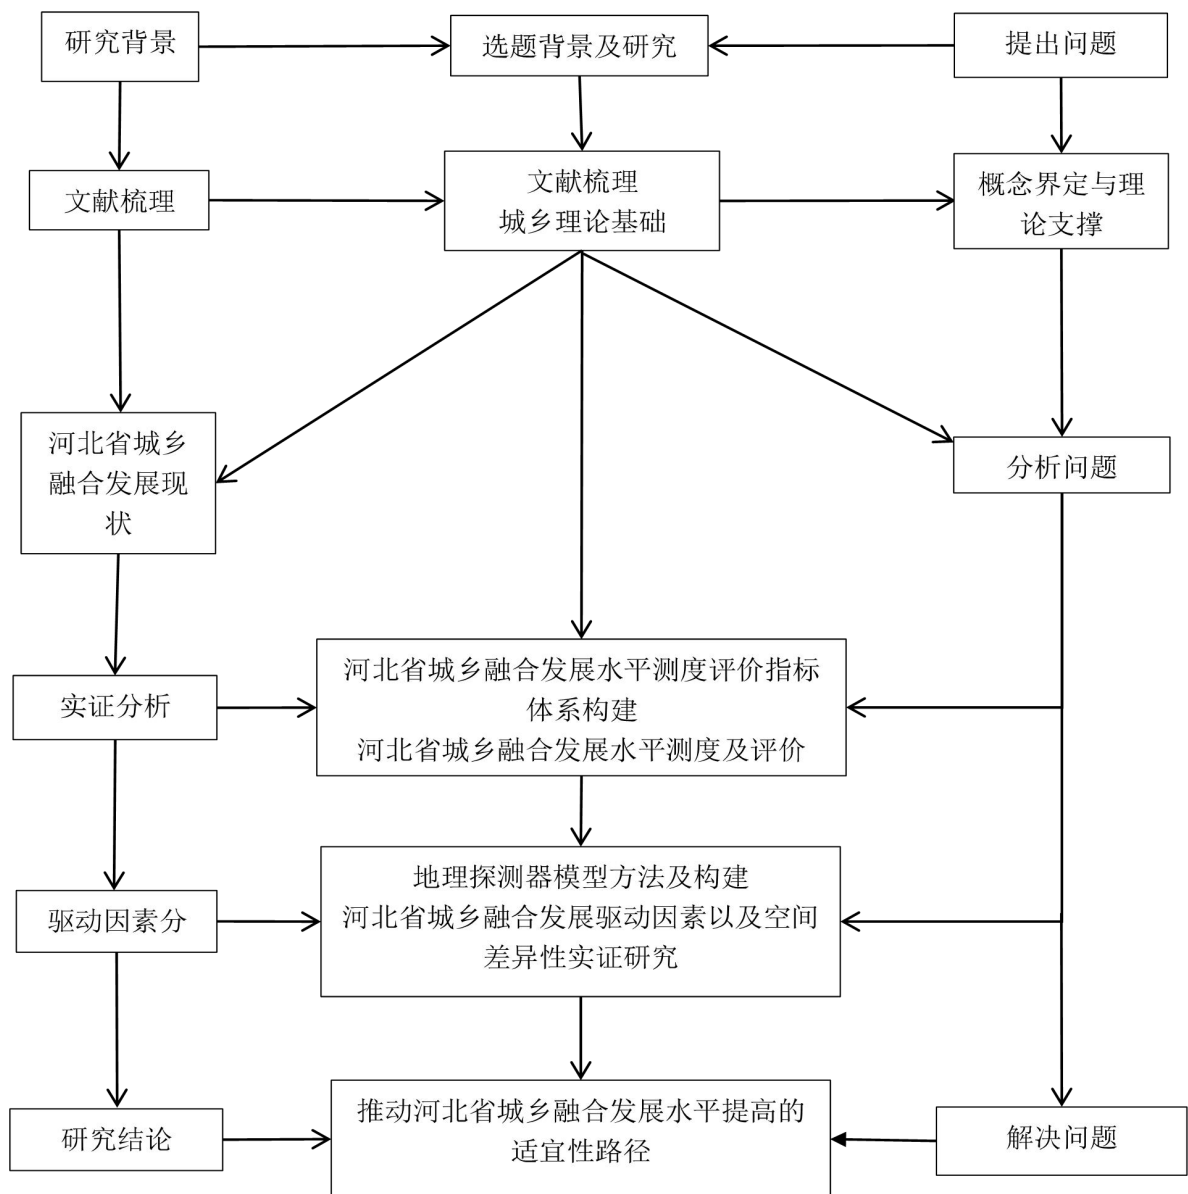 研究背景
选题背景及研究
提出问题
文献梳理
文献梳理
城乡理论基础
概念界定与理
论支撑
河北省城乡
融合发展现
状
分析问题
实证分析
河北省城乡融合发展水平测度评价指标
体系构建
河北省城乡融合发展水平测度及评价
驱动因素分
地理探测器模型方法及构建
河北省城乡融合发展驱动因素以及空间
差异性实证研究
研究结论
推动河北省城乡融合发展水平提高的
适宜性路径
解决问题